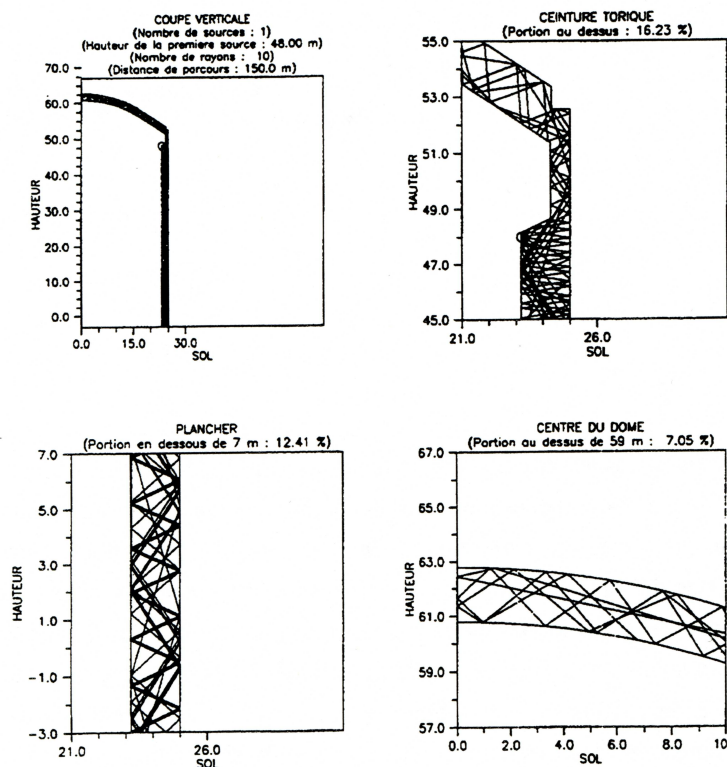 COUPE VERTICALE
(Nombre de sources : 1)
(Hauteur de la premiere source : 48.00 m)
(Nombre de rayons : 10)
(Distance de parcours : 150.0 m)
70.0
60.0
50.0
40.0
30.0
20.0
10.0
0.0
HAUTEUR
0.0
15.0
30.0
SOL
CEINTURE TORIQUE
(Portion au dessus : 16.23 %)
55.0
53.0
51.0
49.0
47.0
45.0
HAUTEUR
21.0
26.0
SOL
PLANCHER
(Portion en dessous de 7 m : 12.41 %)
7.0
5.0
3.0
1.0
-1.0
-3.0
HAUTEUR
21.0
26.0
SOL
CENTRE DU DOME
(Portion au dessus de 59 m : 7.05 %)
67.0
65.0
63.0
61.0
59.0
57.0
HAUTEUR
0.0
2.0
4.0
6.0
8.0
10
SOL